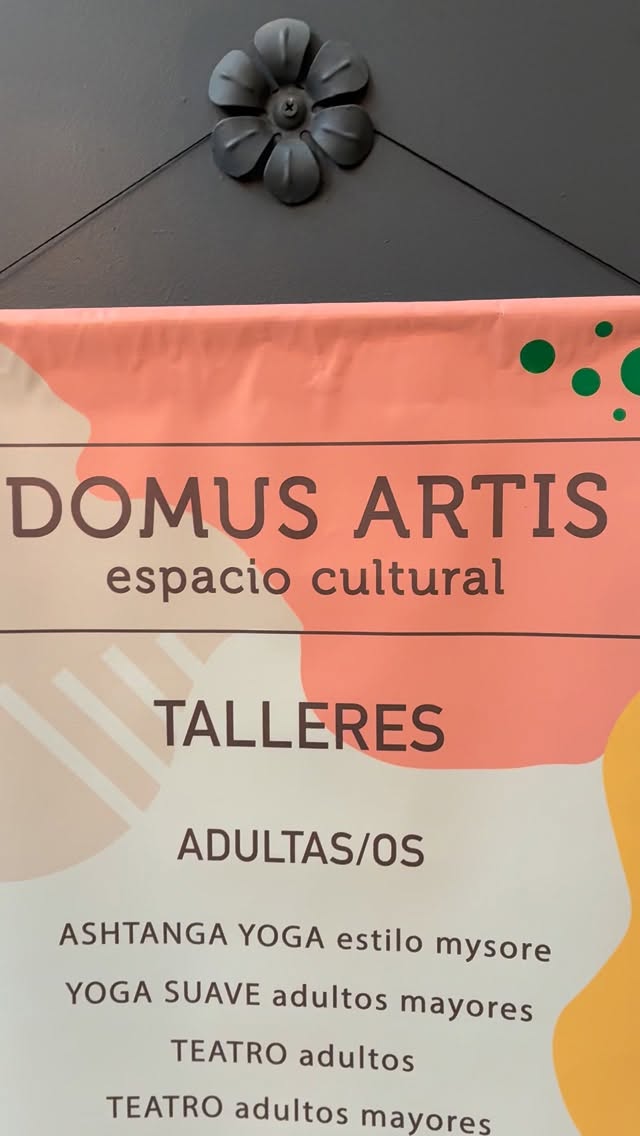 DOMUS ARTIS
espacio cultural
TALLERES
ADULTAS/OS
ASHTANGA YOGA estilo mysore
YOGA SUAVE adultos mayores
TEATRO adultos
TEATRO adultos mayores